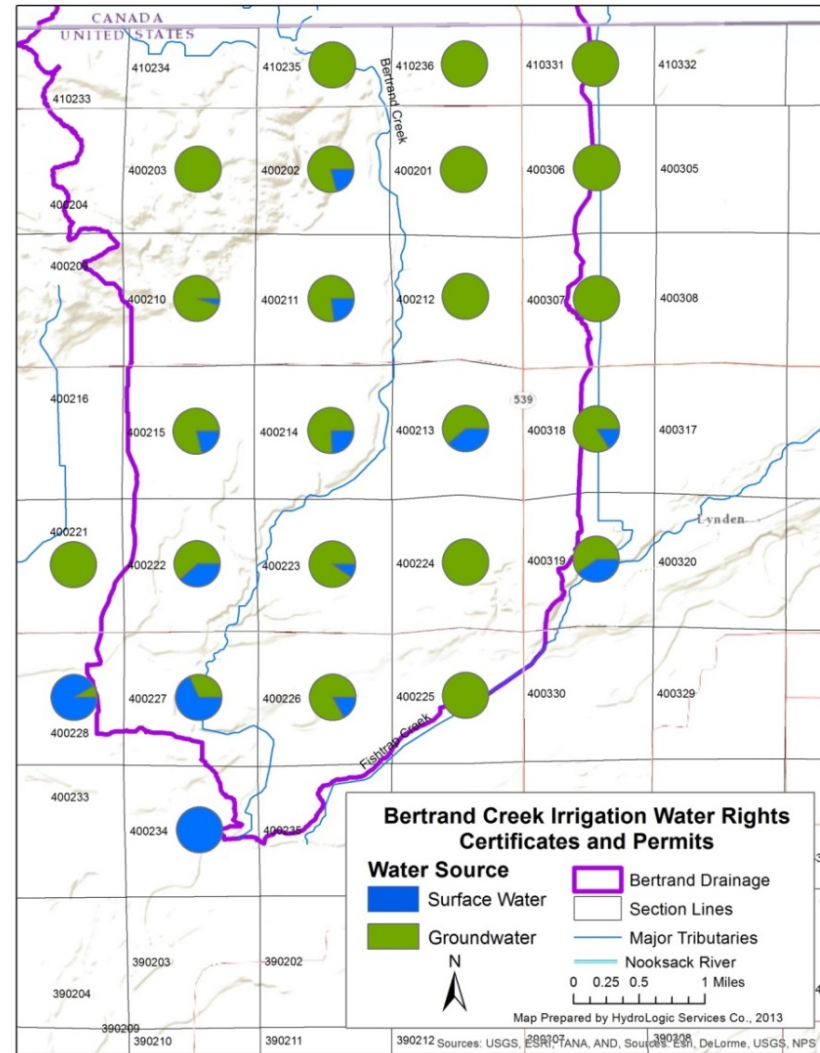 CANADA
UNITED STATES
410234
410235
410236
410331
410332
410233
Bertrand Creek
400203
400202
400201
400306
400305
400204
400210
400211
400212
400307
400308
400216
539
400215
400214
400213
400318
400317
400221
Lynden
400222
400223
400224
400319
400320
400227
400226
400225
400330
400329
400228
Fishtrap Creek
400233
400234
400235
Bertrand Creek Irrigation Water Rights
Certificates and Permits
Water Source
Surface Water
Groundwater
Bertrand Drainage
Section Lines
Major Tributaries
Nooksack River
N
0 0.25 0.5 1 Miles
Map Prepared by HydroLogic Services Co., 2013
390203
390202
390204
390209
390210
390211
390212
390307
390308
Sources: USGS, ESRI, TANA, AND, Sources: Esri, DeLorme, USGS, NPS